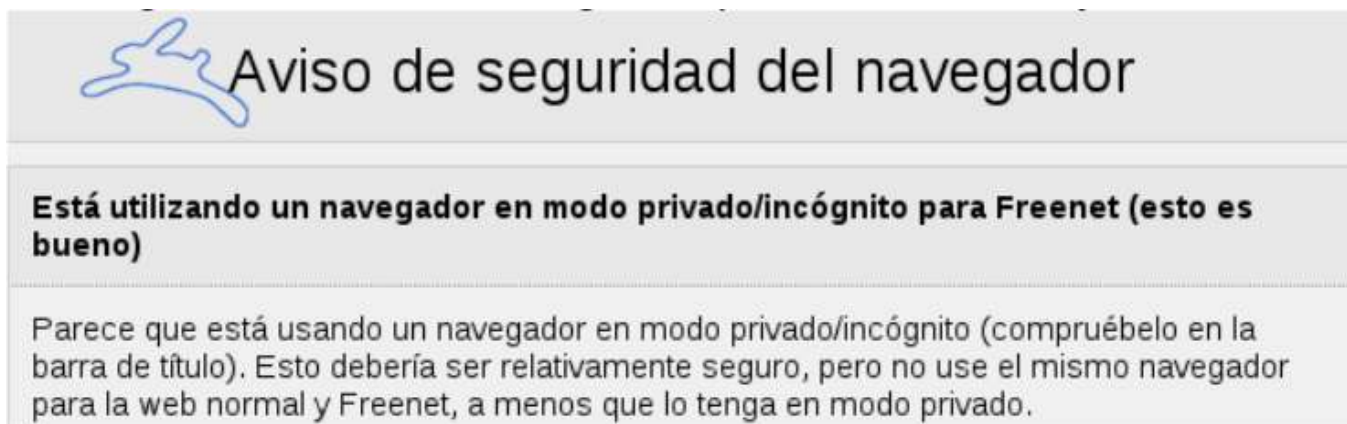 Aviso de seguridad del navegador
Está utilizando un navegador en modo privado/incógnito para Freenet (esto es
bueno)
Parece que está usando un navegador en modo privado/incógnito (compruébelo en la
barra de título). Esto debería ser relativamente seguro, pero no use el mismo navegador
para la web normal y Freenet, a menos que lo tenga en modo privado.